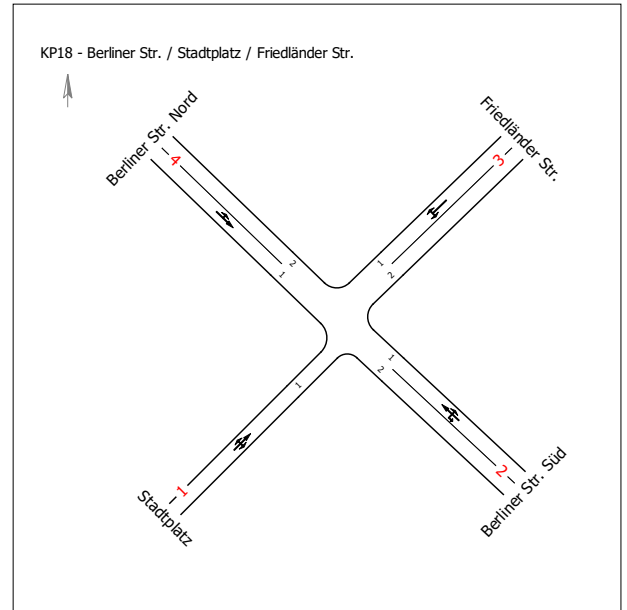 KP18 - Berliner Str. / Stadtplatz / Friedländer Str.
Berliner Str. Nord
Friedländer Str.
4
3
2
1
1
2
1
1
2
1
2
Stadtplatz
Berliner Str. Süd